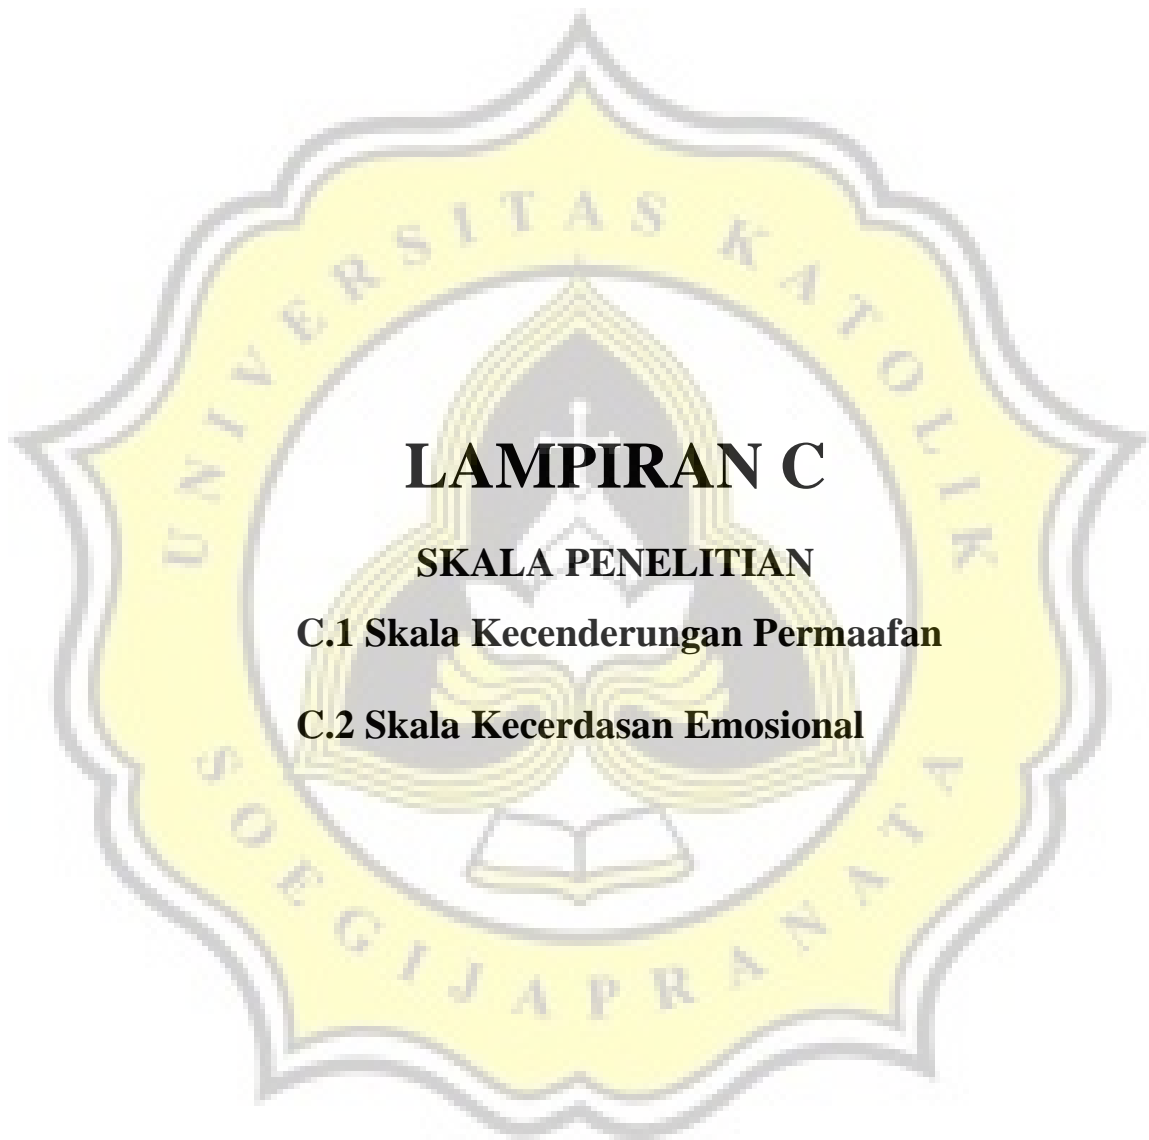 LAMPIRAN C
SKALA PENELITIAN
C.1 Skala Kecenderungan Permaafan
C.2 Skala Kecerdasan Emosional
UNIVERSITAS KATOLIK
SOEGIJAPRANATA